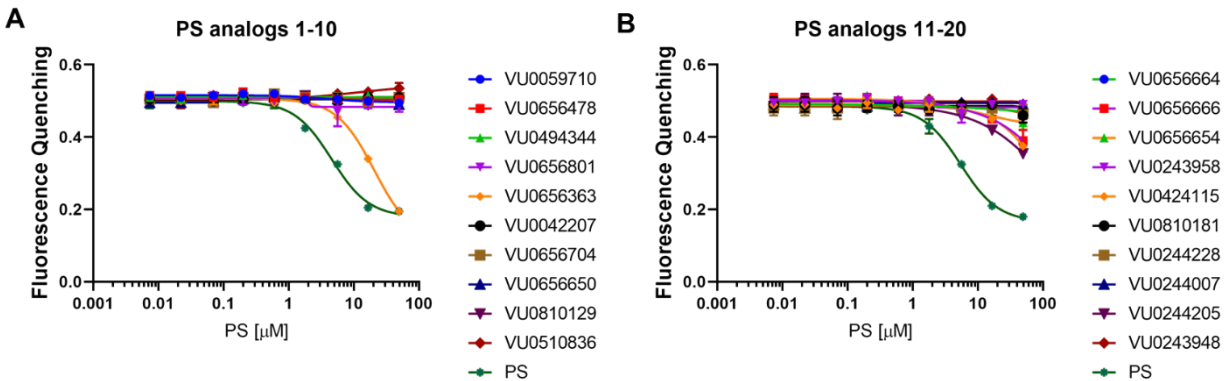 A
PS analogs 1-10
Fluorescence Quenching
0.6
0.4
0.2
0.0
0.001
0.01
0.1
1
10
100
PS [μM]
VU0059710
VU0656478
VU0494344
VU0656801
VU0656363
VU0042207
VU0656704
VU0656650
VU0810129
VU0510836
PS
B
PS analogs 11-20
Fluorescence Quenching
0.6
0.4
0.2
0.0
0.001
0.01
0.1
1
10
100
PS [μM]
VU0656664
VU0656666
VU0656654
VU0243958
VU0424115
VU0810181
VU0244228
VU0244007
VU0244205
VU0243948
PS